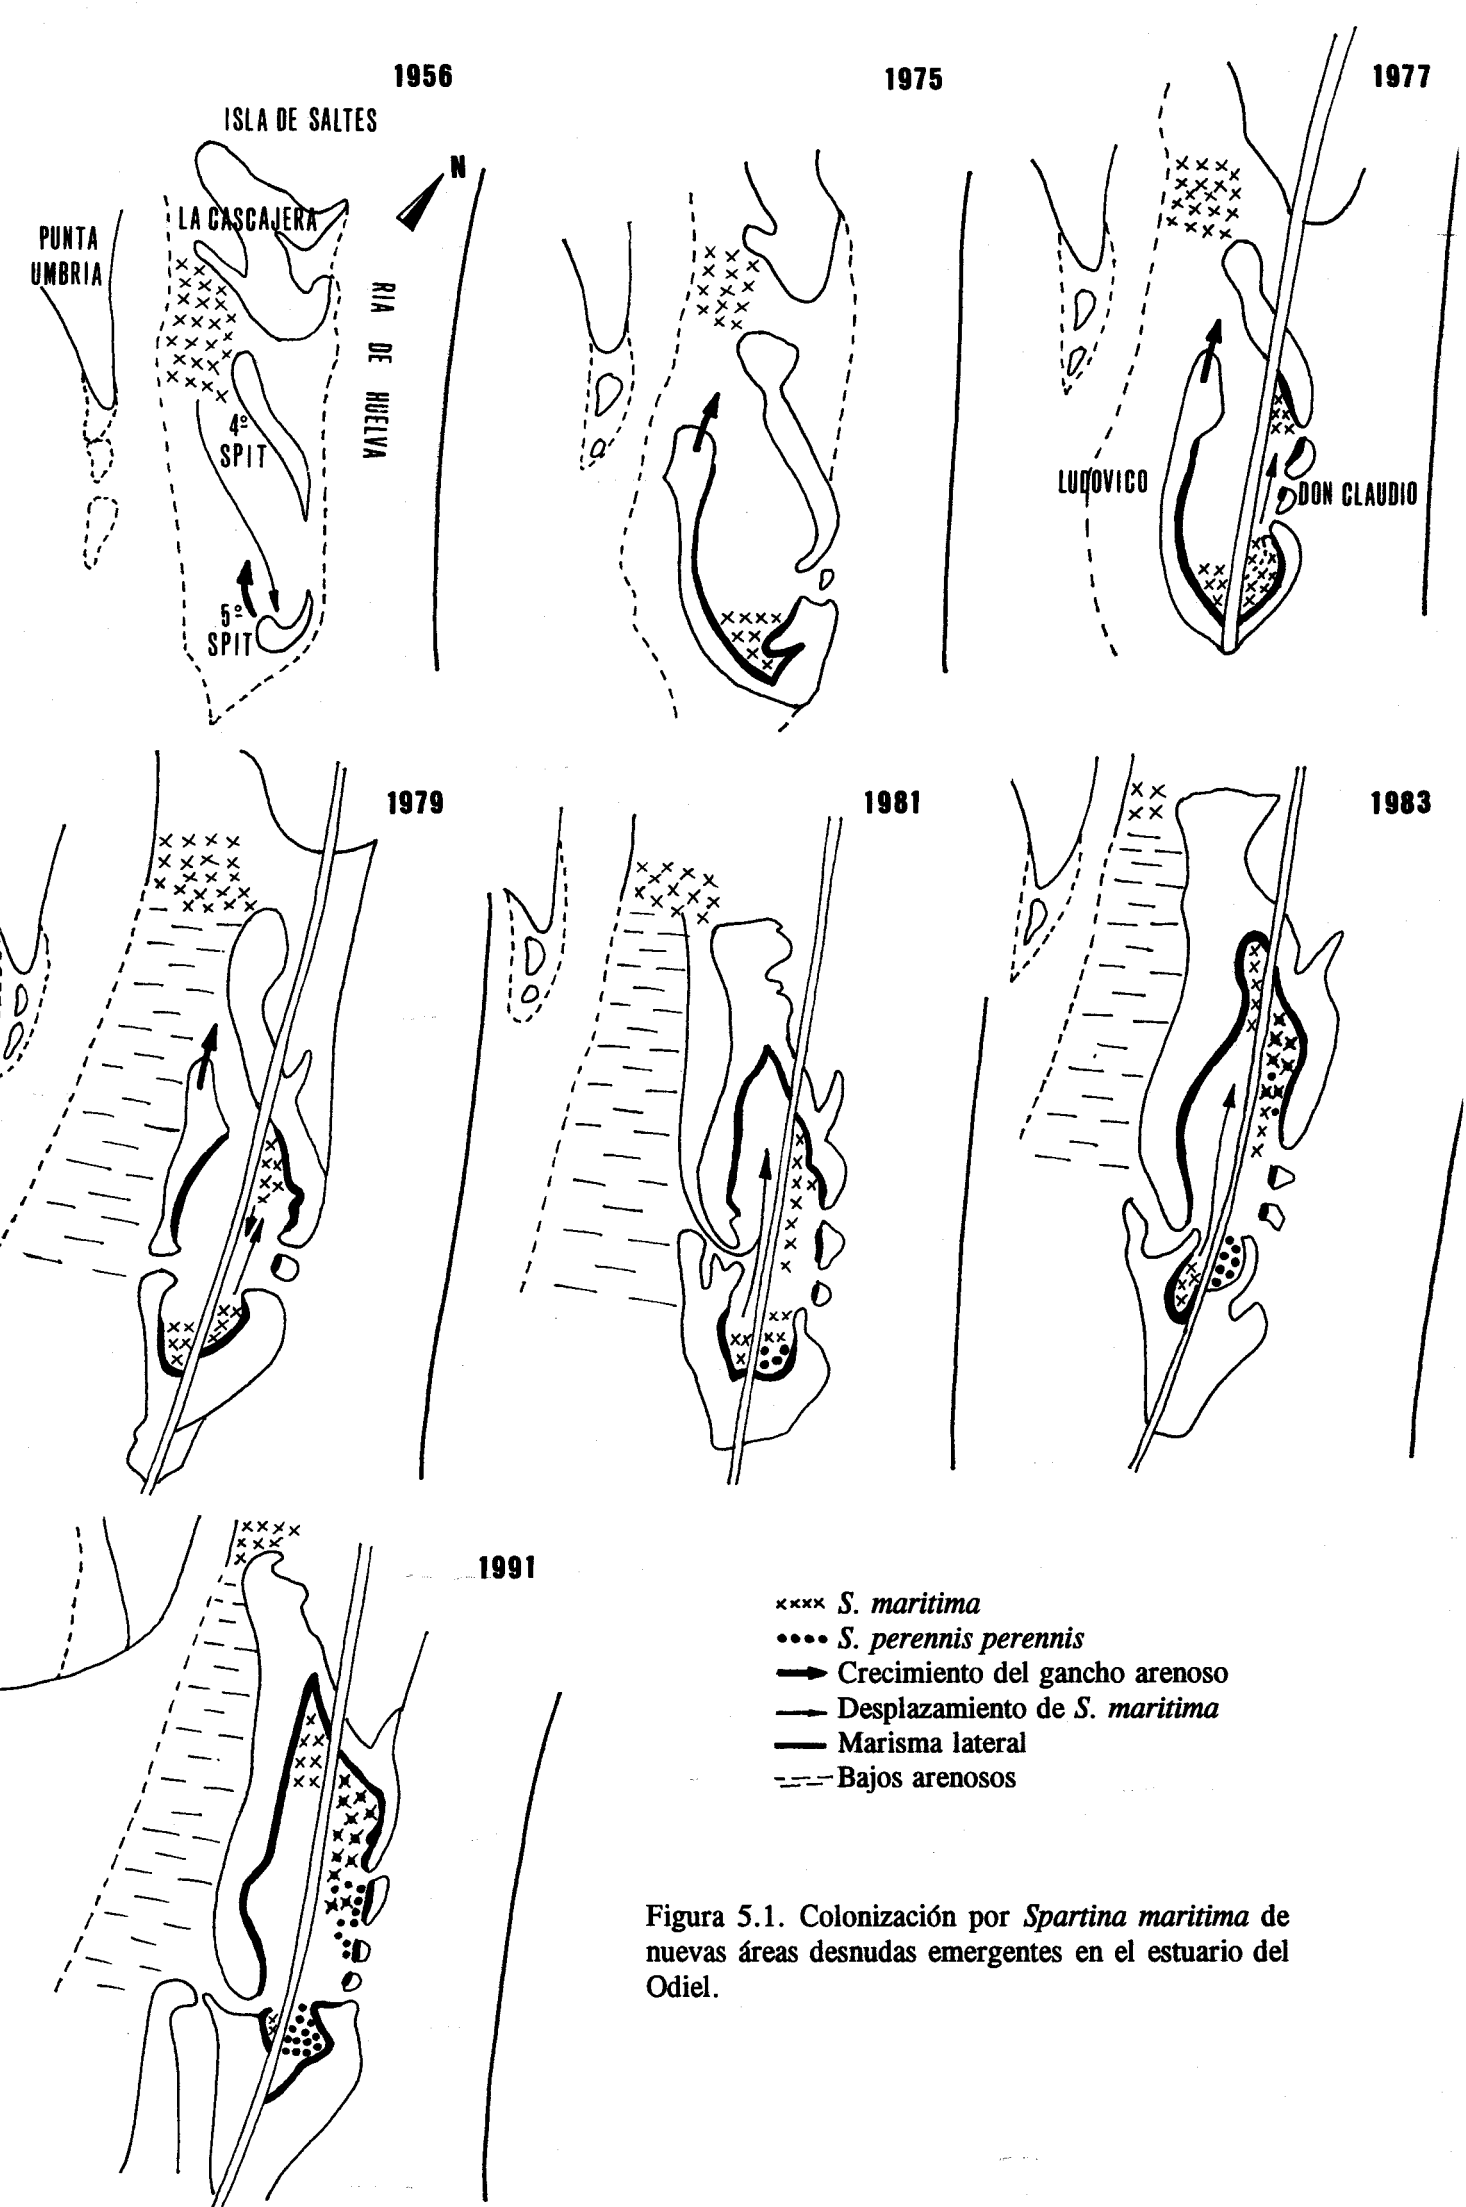 1956
ISLA DE SALTES
N
LA CASCAJERA
PUNTA
UMBRIA
RIA DE HUELVA
4º
SPIT
5º
SPIT
1975
1977
LUDOVICO
DON CLAUDIO
1979
1981
1983
1991
S. maritima
S. perennis perennis
Crecimiento del gancho arenoso
Desplazamiento de S. maritima
Marisma lateral
Bajos arenosos
Figura 5.1. Colonización por Spartina maritima de
nuevas áreas desnudas emergentes en el estuario del
Odiel.